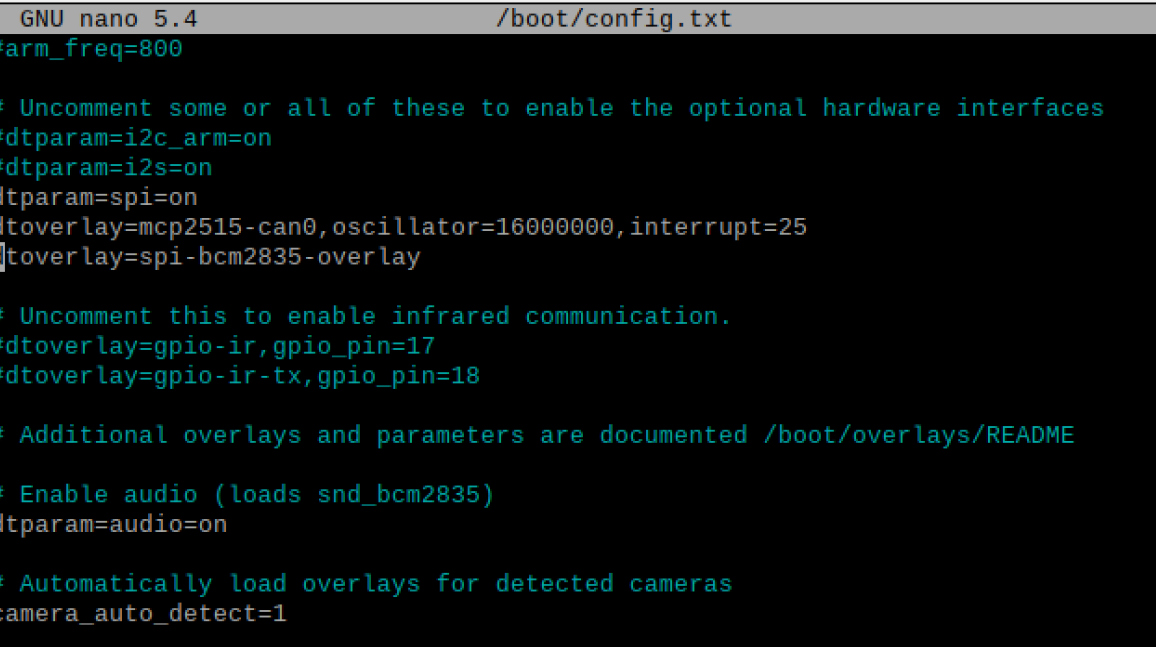 GNU nano 5.4 /boot/config.txt
#arm_freq=800
# Uncomment some or all of these to enable the optional hardware interfaces
#dtparam=i2c_arm=on
#dtparam=i2s=on
dtparam=spi=on
dtoverlay=mcp2515-can0,oscillator=16000000,interrupt=25
dtoverlay=spi-bcm2835-overlay
# Uncomment this to enable infrared communication.
#dtoverlay=gpio-ir,gpio_pin=17
#dtoverlay=gpio-ir-tx,gpio_pin=18
# Additional overlays and parameters are documented /boot/overlays/README
# Enable audio (loads snd_bcm2835)
dtparam=audio=on
# Automatically load overlays for detected cameras
camera_auto_detect=1